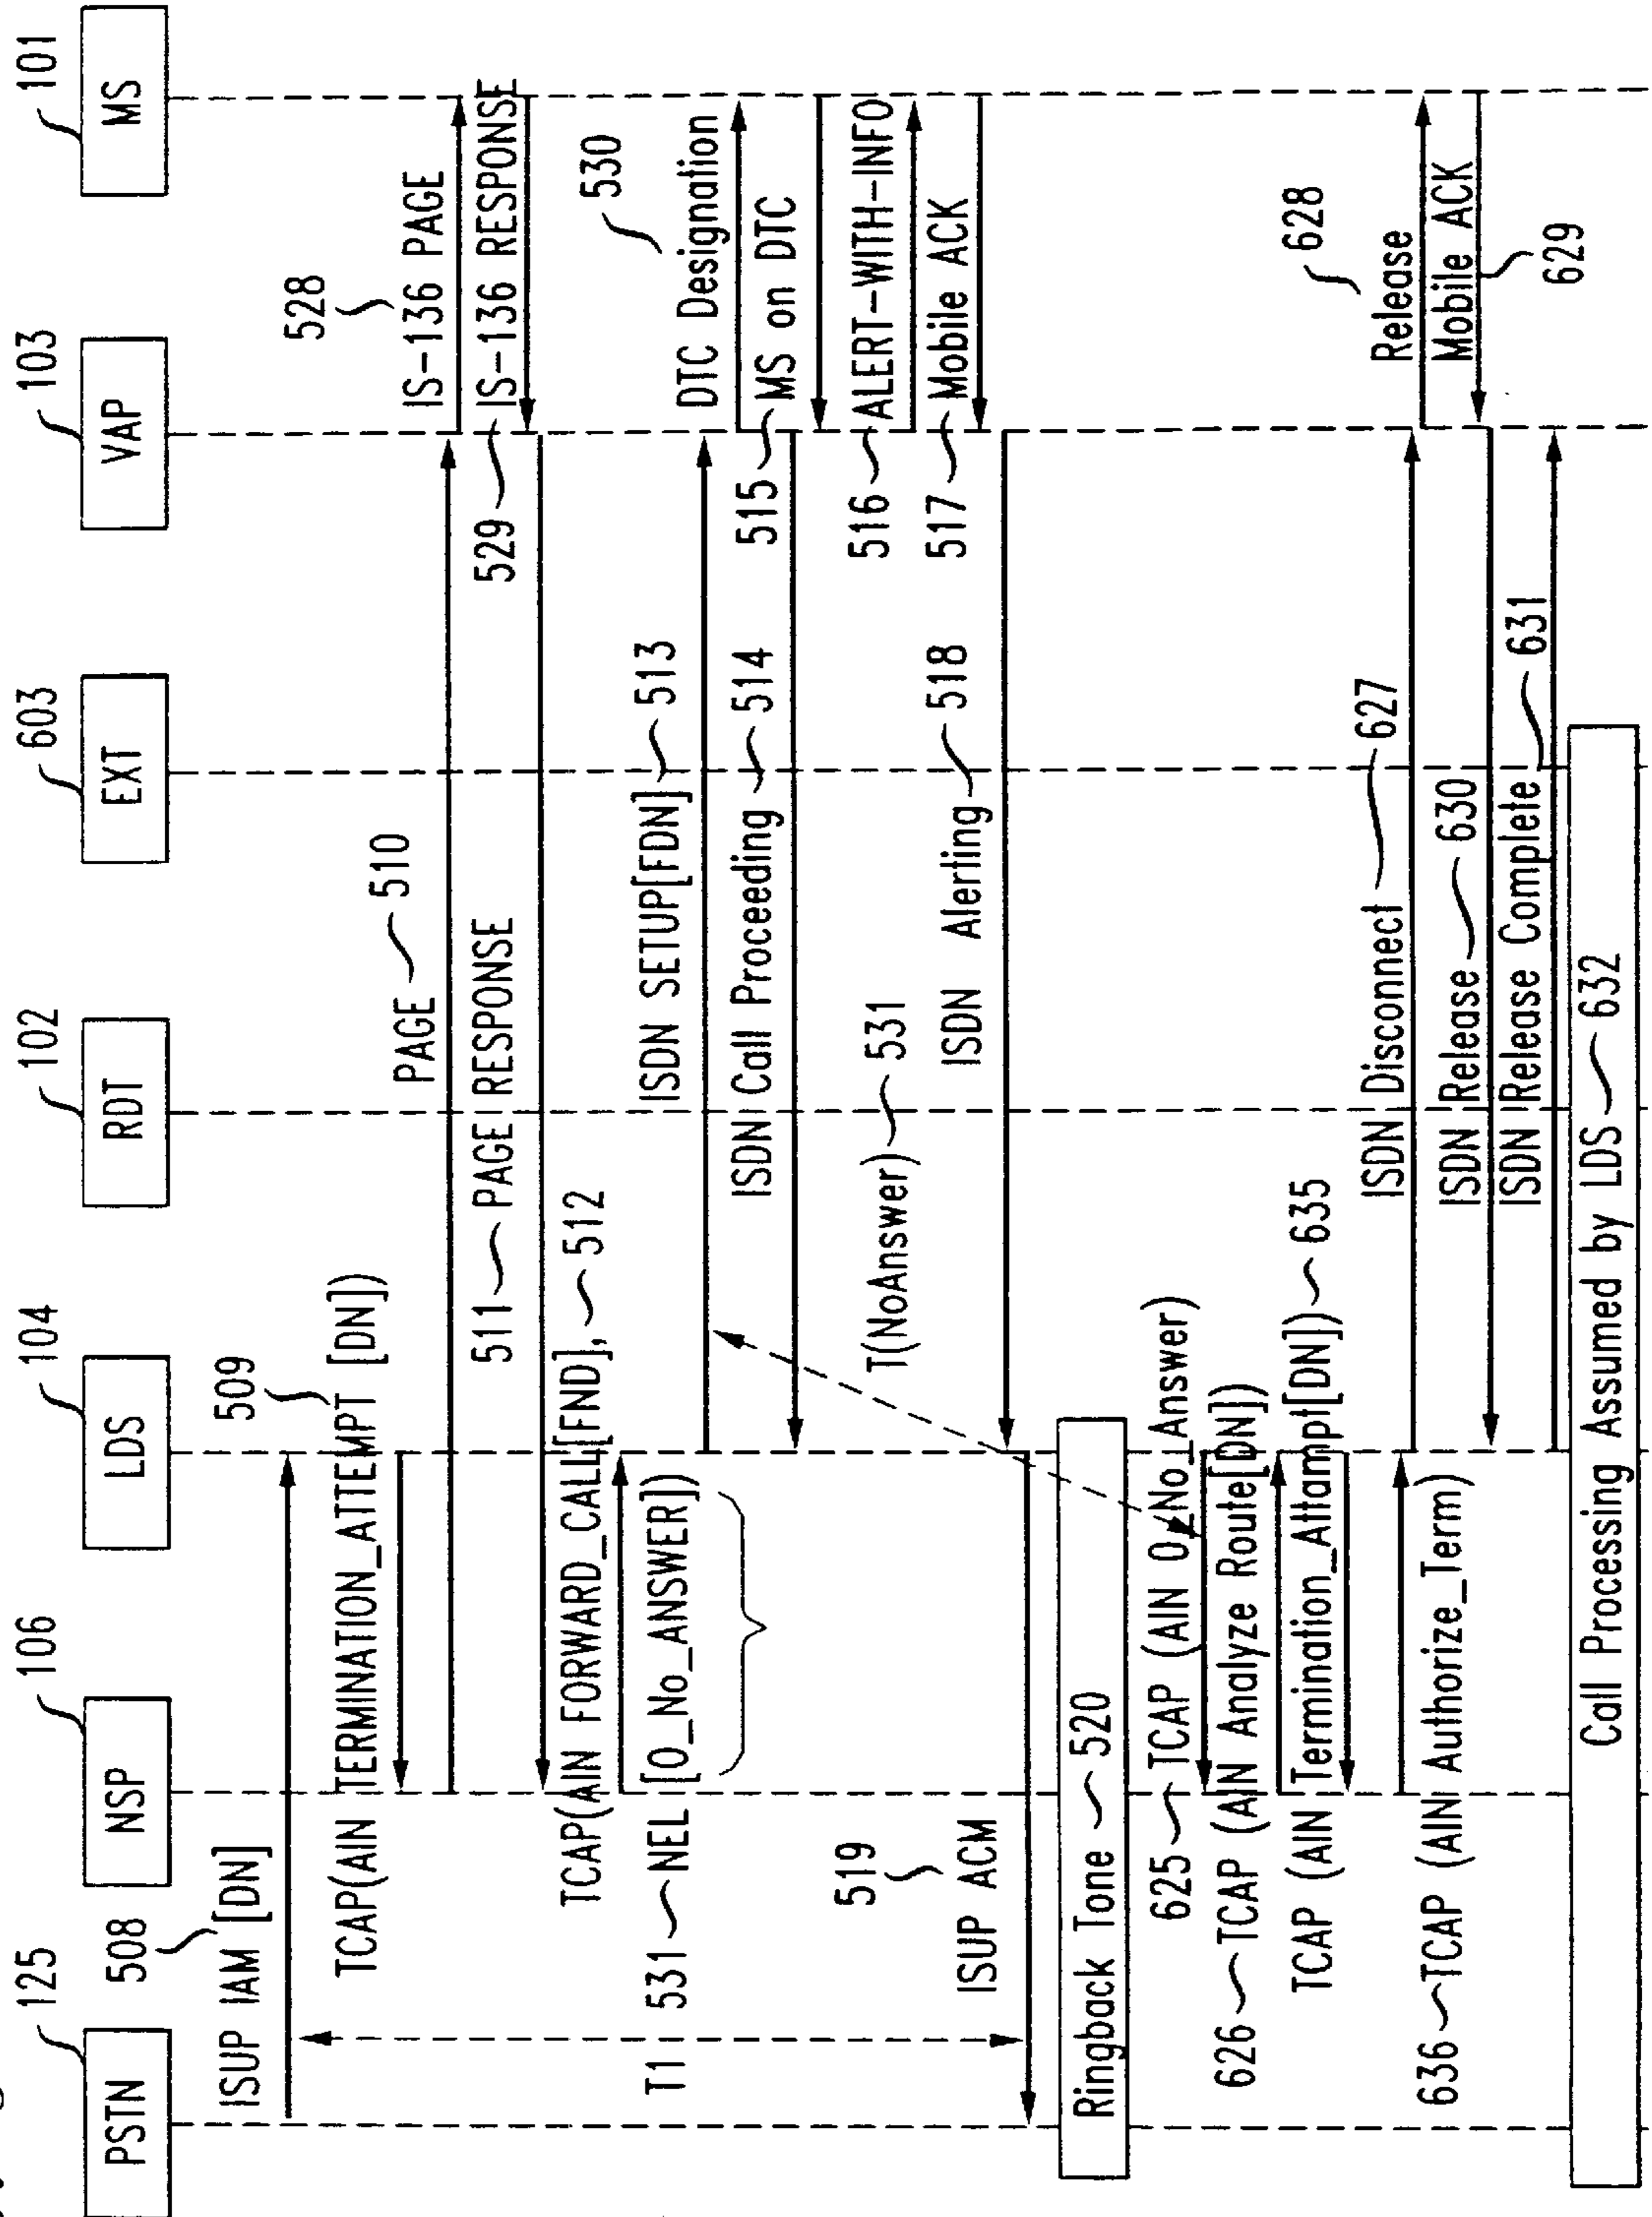 PSTN
125
NSP
106
LDS
104
RDT
102
EXT
603
VAP
103
MS
101
508
ISUP IAM [DN]
509
TCAP(AIN TERMINATION_ATTEMPT [DN])
PAGE 510
528
IS-136 PAGE
529 IS-136 RESPONSE
511 PAGE RESPONSE
TCAP(AIN FORWARD_CALL[FND], 512
531 NEL [O_No_ANSWER])
T1
ISDN SETUP[FDN] 513
530
DTC Designation
ISDN Call Proceeding 514
515 MS on DTC
516 ALERT-WITH-INFO
517 Mobile ACK
T(NoAnswer) 531
ISDN Alerting 518
519
ISUP ACM
Ringback Tone 520
625 TCAP (AIN O_No_Answer)
626 TCAP (AIN Analyze Route[DN])
TCAP (AIN Termination_Attampt[DN]) 635
636 TCAP (AIN Authorize_Term)
ISDN Disconnect 627
628
Release
Mobile ACK
629
ISDN Release 630
ISDN Release Complete 631
Call Processing Assumed by LDS 632